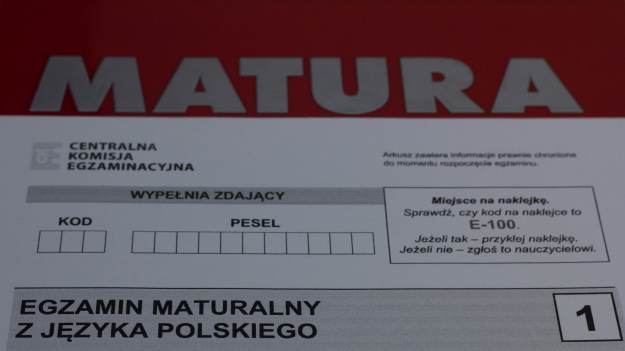 MATURA
CENTRALNA
KOMISJA
EGZAMINACYJNA
Arkusz zawiera informacje prawnie chronione
do momentu rozpoczęcia egzaminu.
WYPEŁNIA ZDAJĄCY
KOD
PESEL
Miejsce na naklejkę.
Sprawdź, czy kod na naklejce to
E-100.
Jeżeli tak – przyklej naklejkę.
Jeżeli nie – zgłoś to nauczycielowi.
EGZAMIN MATURALNY
Z JĘZYKA POLSKIEGO
1